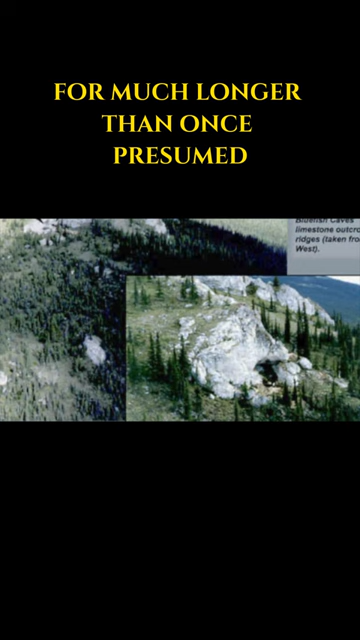 FOR MUCH LONGER
THAN ONCE
PRESUMED
Bluefish Caves
limestone outcro
ridges (taken fro
West).